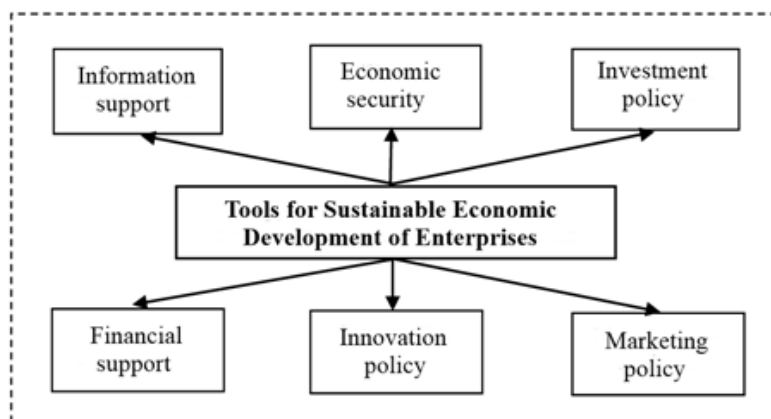 Information
support
Economic
security
Investment
policy
Tools for Sustainable Economic
Development of Enterprises
Financial
support
Innovation
policy
Marketing
policy